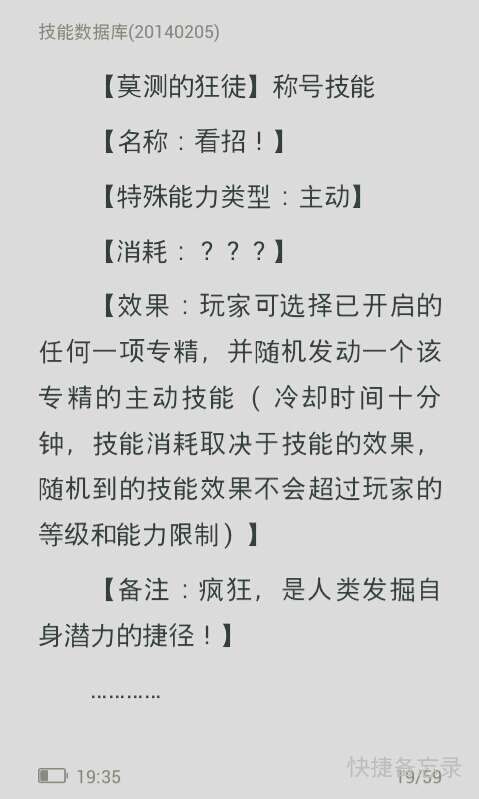 技能数据库(20140205)
【莫测的狂徒】称号技能
【名称：看招！】
【特殊能力类型：主动】
【消耗：？？？】
【效果：玩家可选择已开启的
任何一项专精，并随机发动一个该
专精的主动技能（ 冷却时间十分
钟，技能消耗取决于技能的效果，
随机到的技能效果不会超过玩家的
等级和能力限制）】
【备注：疯狂，是人类发掘自
身潜力的捷径！】
…………
快捷备忘录
19:35
19/59